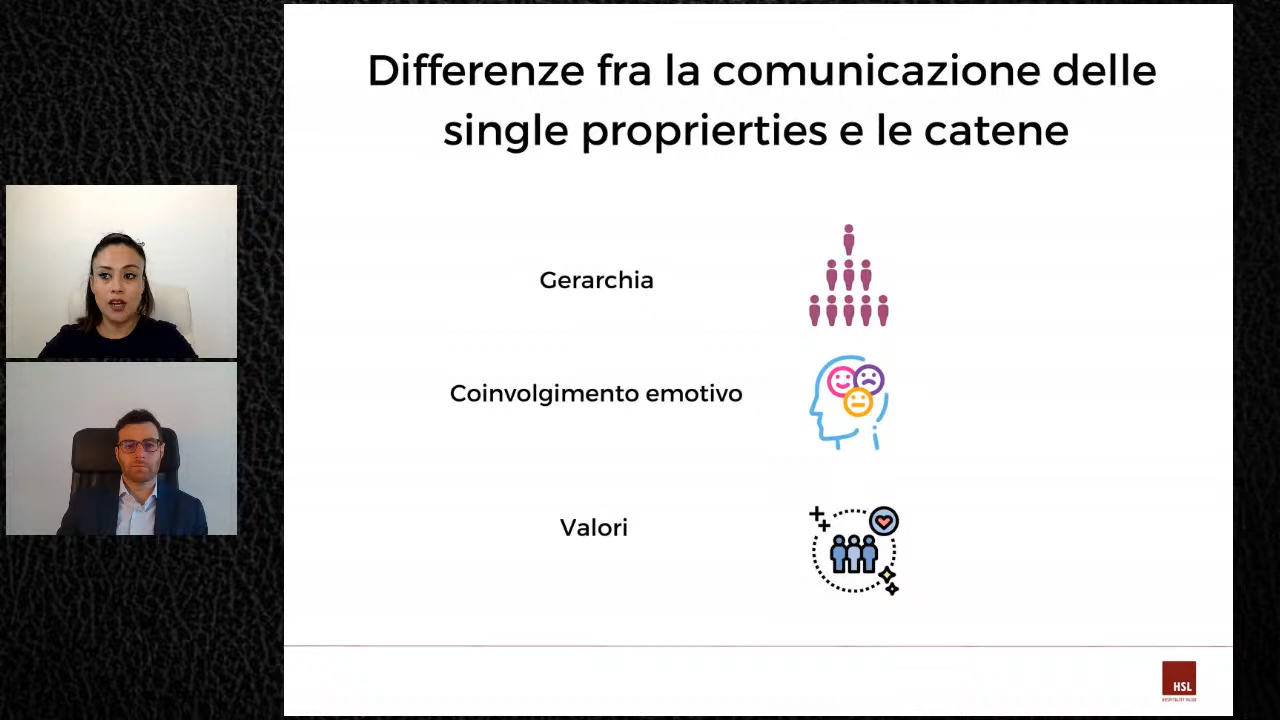 Differenze fra la comunicazione delle
single proprierties e le catene
Gerarchia
Coinvolgimento emotivo
Valori
HSL